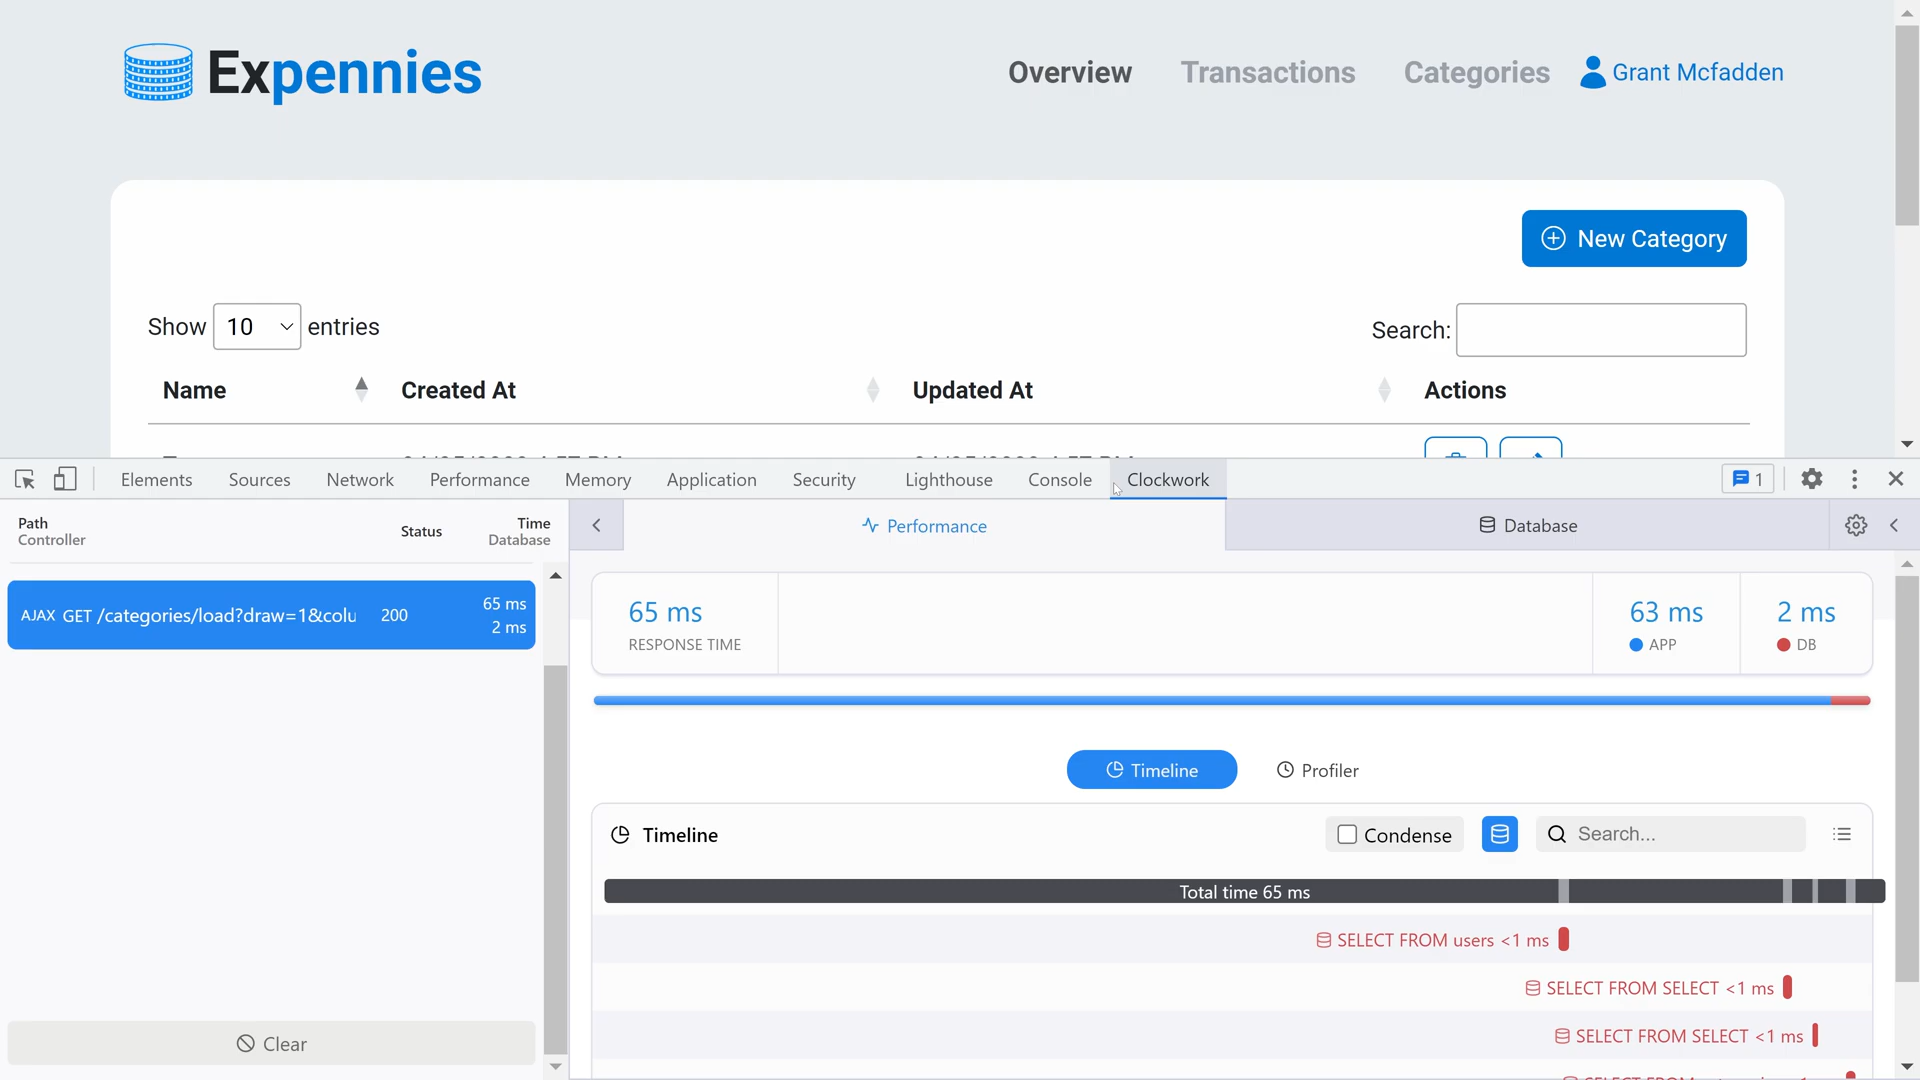 Expennies
Overview Transactions Categories Grant Mcfadden
New Category
Show 10 entries
Search:
Name Created At Updated At Actions
Elements Sources Network Performance Memory Application Security Lighthouse Console Clockwork 1
Path Status Time
Controller Database
Performance Database
AJAX GET /categories/load?draw=1&colu 200 65 ms
2 ms
65 ms 63 ms 2 ms
RESPONSE TIME APP DB
Timeline Profiler
Timeline Condense Search...
Total time 65 ms
SELECT FROM users <1 ms
SELECT FROM SELECT <1 ms
SELECT FROM SELECT <1 ms
Clear